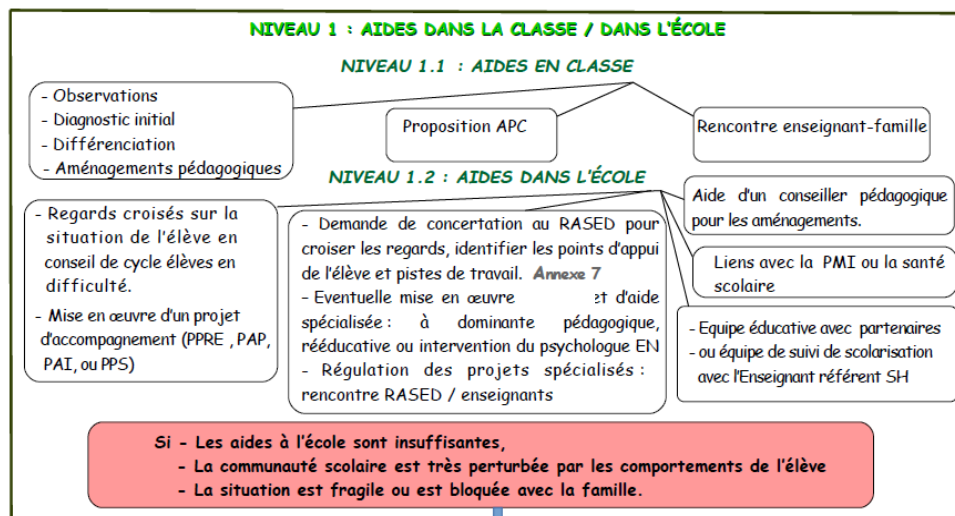 NIVEAU 1 : AIDES DANS LA CLASSE / DANS L'ÉCOLE
NIVEAU 1.1 : AIDES EN CLASSE
- Observations
- Diagnostic initial
- Différenciation
- Aménagements pédagogiques
Proposition APC
Rencontre enseignant-famille
NIVEAU 1.2 : AIDES DANS L'ÉCOLE
- Regards croisés sur la
situation de l'élève en
conseil de cycle élèves en
difficulté.
- Mise en œuvre d'un projet
d'accompagnement (PPRE , PAP,
PAI, ou PPS)
- Demande de concertation au RASED pour
croiser les regards, identifier les points d'appui
de l'élève et pistes de travail. Annexe 7
- Eventuelle mise en œuvre et d'aide
spécialisée : à dominante pédagogique,
rééducative ou intervention du psychologue EN
- Régulation des projets spécialisés :
rencontre RASED / enseignants
Aide d'un conseiller pédagogique
pour les aménagements.
Liens avec la PMI ou la santé
scolaire
- Equipe éducative avec partenaires
- ou équipe de suivi de scolarisation
avec l'Enseignant référent SH
Si - Les aides à l'école sont insuffisantes,
- La communauté scolaire est très perturbée par les comportements de l'élève
- La situation est fragile ou est bloquée avec la famille.